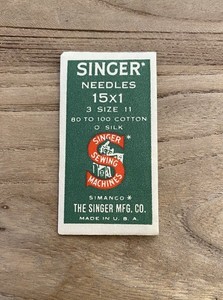 SINGER*
NEEDLES
15x1
3 SIZE 11
80 TO 100 COTTON
O SILK
SINGER
SEWING
MACHINES
SIMANCO*
THE SINGER MFG. CO.
MADE IN U. S. A